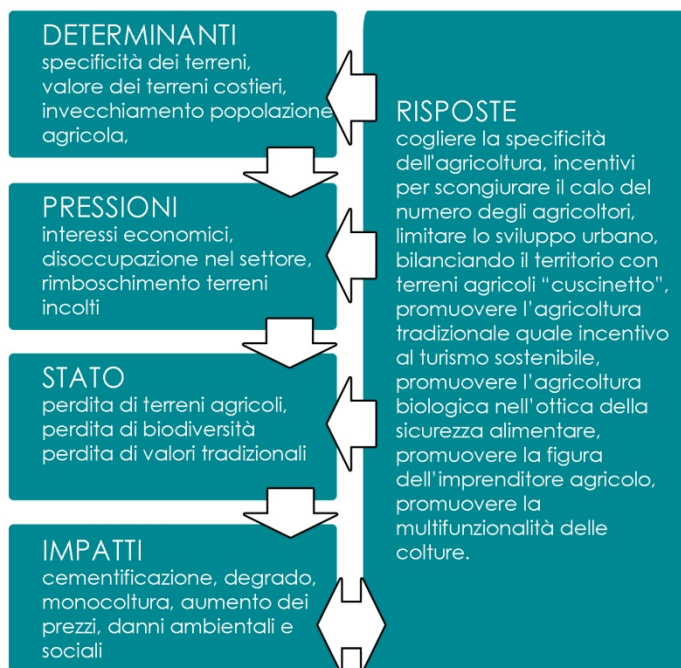 DETERMINANTI
specificità dei terreni,
valore dei terreni costieri,
invecchiamento popolazione
agricola,
PRESSIONI
interessi economici,
disoccupazione nel settore,
rimboschimento terreni
incolti
STATO
perdita di terreni agricoli,
perdita di biodiversità
perdita di valori tradizionali
IMPATTI
cementificazione, degrado,
monocoltura, aumento dei
prezzi, danni ambientali e
sociali
RISPOSTE
cogliere la specificità
dell'agricoltura, incentivi
per scongiurare il calo del
numero degli agricoltori,
limitare lo sviluppo urbano,
bilanciando il territorio con
terreni agricoli “cuscinetto”,
promuovere l’agricoltura
tradizionale quale incentivo
al turismo sostenibile,
promuovere l’agricoltura
biologica nell’ottica della
sicurezza alimentare,
promuovere la figura
dell’imprenditore agricolo,
promuovere la
multifunzionalità delle
colture.